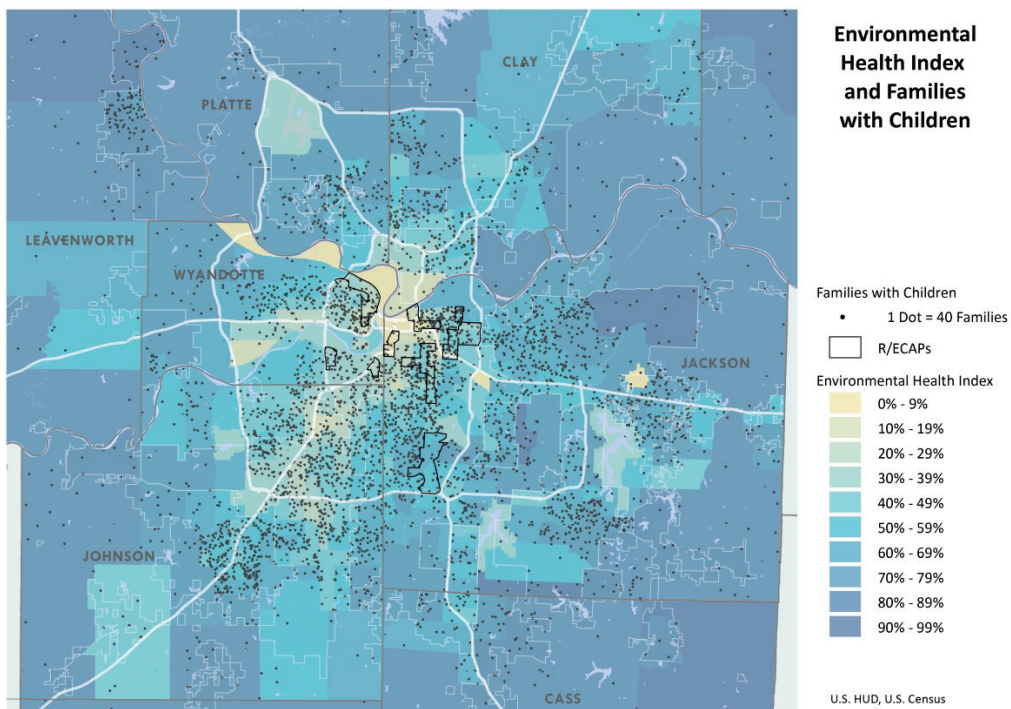 Environmental
Health Index
and Families
with Children
CLAY
PLATTE
LEAVENWORTH
WYANDOTTE
JACKSON
JOHNSON
CASS
Families with Children
1 Dot = 40 Families
R/ECAPs
Environmental Health Index
0% - 9%
10% - 19%
20% - 29%
30% - 39%
40% - 49%
50% - 59%
60% - 69%
70% - 79%
80% - 89%
90% - 99%
U.S. HUD, U.S. Census